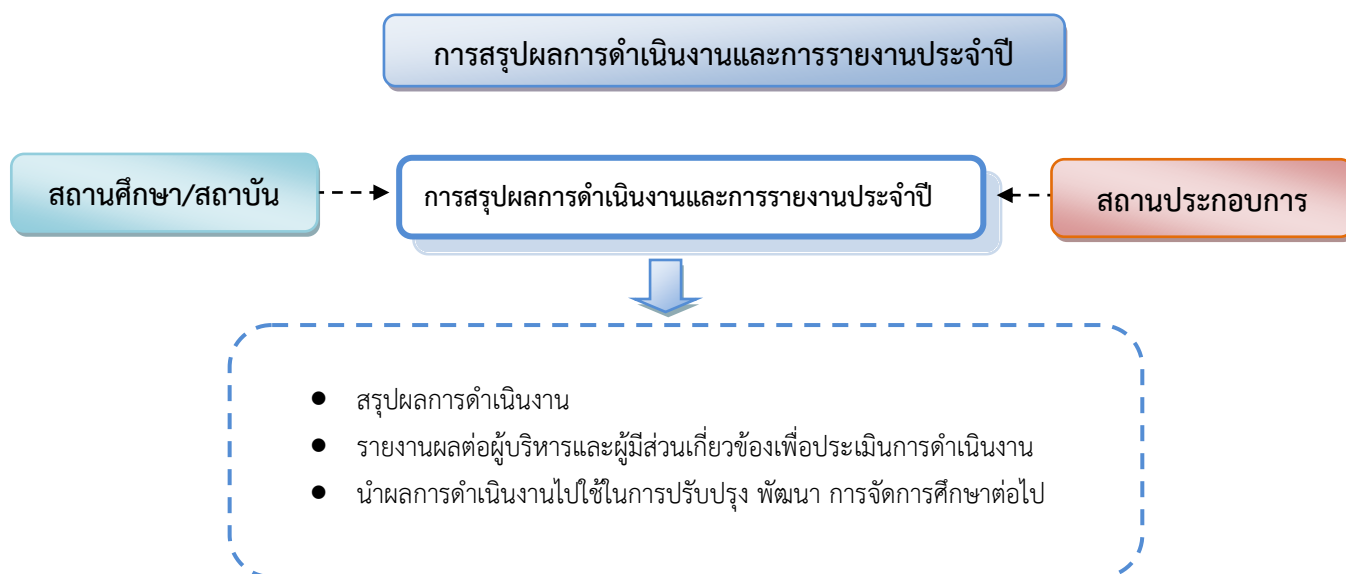 การสรุปผลการดำเนินงานและการรายงานประจำปี
สถานศึกษา/สถาบัน
การสรุปผลการดำเนินงานและการรายงานประจำปี
สถานประกอบการ
● สรุปผลการดำเนินงาน
● รายงานผลต่อผู้บริหารและผู้มีส่วนเกี่ยวข้องเพื่อประเมินการดำเนินงาน
● นำผลการดำเนินงานไปใช้ในการปรับปรุง พัฒนา การจัดการศึกษาต่อไป